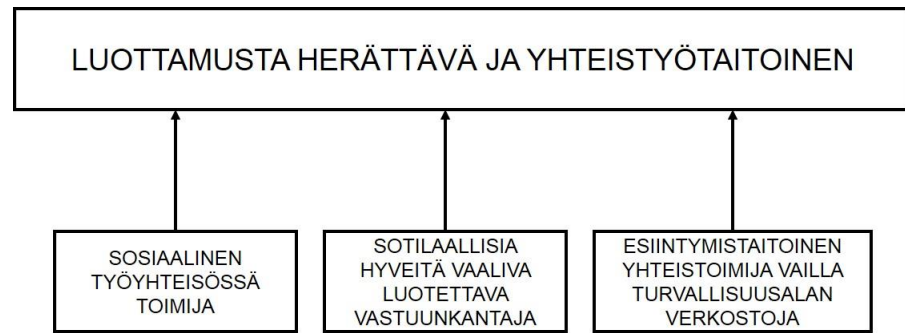 LUOTTAMUSTA HERÄTTÄVÄ JA YHTEISTYÖTAITOINEN
SOSIAALINEN
TYÖYHTEISÖSSÄ
TOIMIJA
SOTILAALLISIA
HYVEITÄ VAALIVA
LUOTETTAVA
VASTUUNKANTAJA
ESIINTYMISTAITOINEN
YHTEISTOIMIJA VAILLA
TURVALLISUUSALAN
VERKOSTOJA